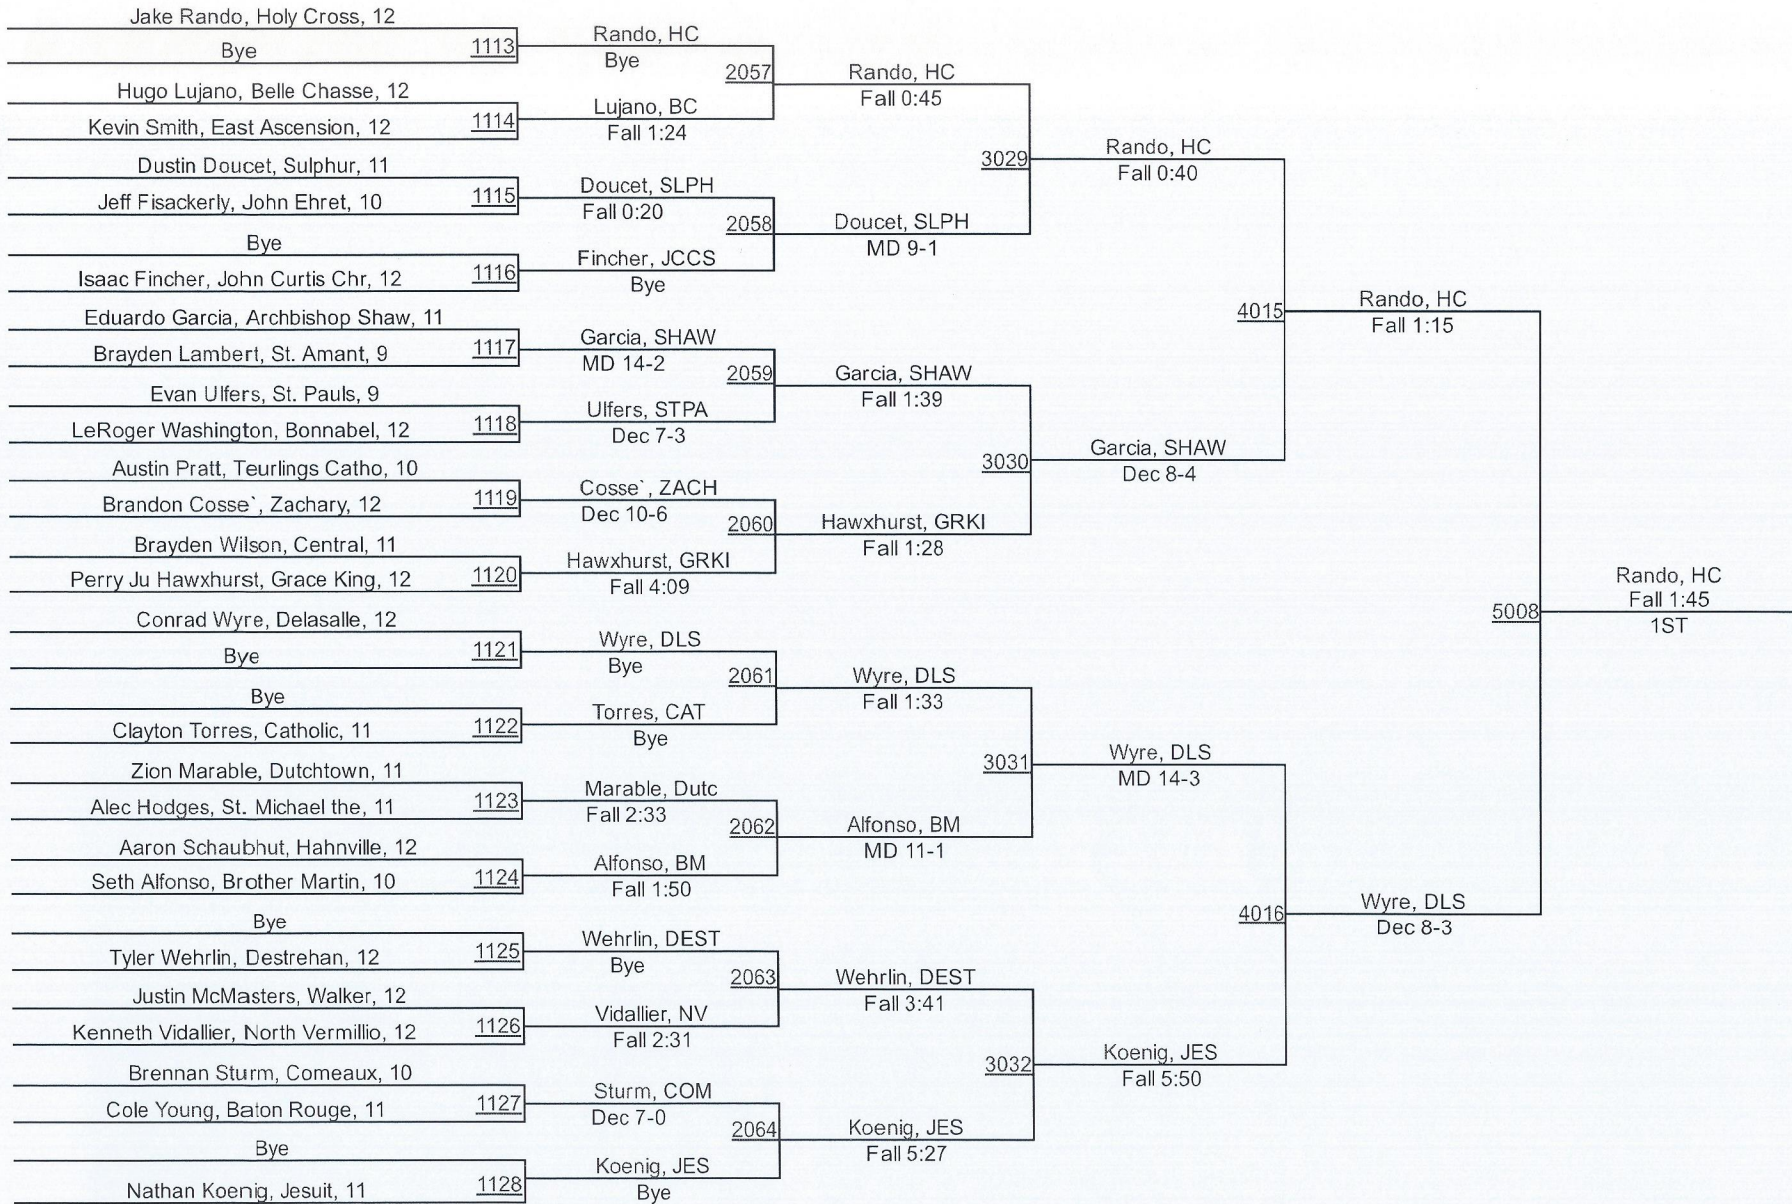 Jake Rando, Holy Cross, 12
Bye
1113
Hugo Lujano, Belle Chasse, 12
Kevin Smith, East Ascension, 12
1114
Dustin Doucet, Sulphur, 11
Jeff Fisackerly, John Ehret, 10
1115
Bye
Isaac Fincher, John Curtis Chr, 12
1116
Eduardo Garcia, Archbishop Shaw, 11
Brayden Lambert, St. Amant, 9
1117
Evan Ulfers, St. Pauls, 9
LeRoger Washington, Bonnabel, 12
1118
Austin Pratt, Teurlings Catho, 10
Brandon Cosse`, Zachary, 12
1119
Brayden Wilson, Central, 11
Perry Ju Hawxhurst, Grace King, 12
1120
Conrad Wyre, Delasalle, 12
Bye
1121
Bye
Clayton Torres, Catholic, 11
1122
Zion Marable, Dutchtown, 11
Alec Hodges, St. Michael the, 11
1123
Aaron Schaubhut, Hahnville, 12
Seth Alfonso, Brother Martin, 10
1124
Bye
Tyler Wehrlin, Destrehan, 12
1125
Justin McMasters, Walker, 12
Kenneth Vidallier, North Vermillio, 12
1126
Brennan Sturm, Comeaux, 10
Cole Young, Baton Rouge, 11
1127
Bye
Nathan Koenig, Jesuit, 11
1128
Rando, HC
Bye
2057
Lujano, BC
Fall 1:24
Doucet, SLPH
Fall 0:20
2058
Fincher, JCCS
Bye
Garcia, SHAW
MD 14-2
2059
Ulfers, STPA
Dec 7-3
Cosse`, ZACH
Dec 10-6
2060
Hawxhurst, GRKI
Fall 4:09
Wyre, DLS
Bye
2061
Torres, CAT
Bye
Marable, Dutc
Fall 2:33
2062
Alfonso, BM
Fall 1:50
Wehrlin, DEST
Bye
2063
Vidallier, NV
Fall 2:31
Sturm, COM
Dec 7-0
2064
Koenig, JES
Bye
Rando, HC
Fall 0:45
3029
Doucet, SLPH
MD 9-1
Garcia, SHAW
Fall 1:39
3030
Hawxhurst, GRKI
Fall 1:28
Wyre, DLS
Fall 1:33
3031
Alfonso, BM
MD 11-1
Wehrlin, DEST
Fall 3:41
3032
Koenig, JES
Fall 5:27
Rando, HC
Fall 0:40
4015
Garcia, SHAW
Dec 8-4
Wyre, DLS
MD 14-3
4016
Koenig, JES
Fall 5:50
Rando, HC
Fall 1:15
5008
Wyre, DLS
Dec 8-3
Rando, HC
Fall 1:45
1ST